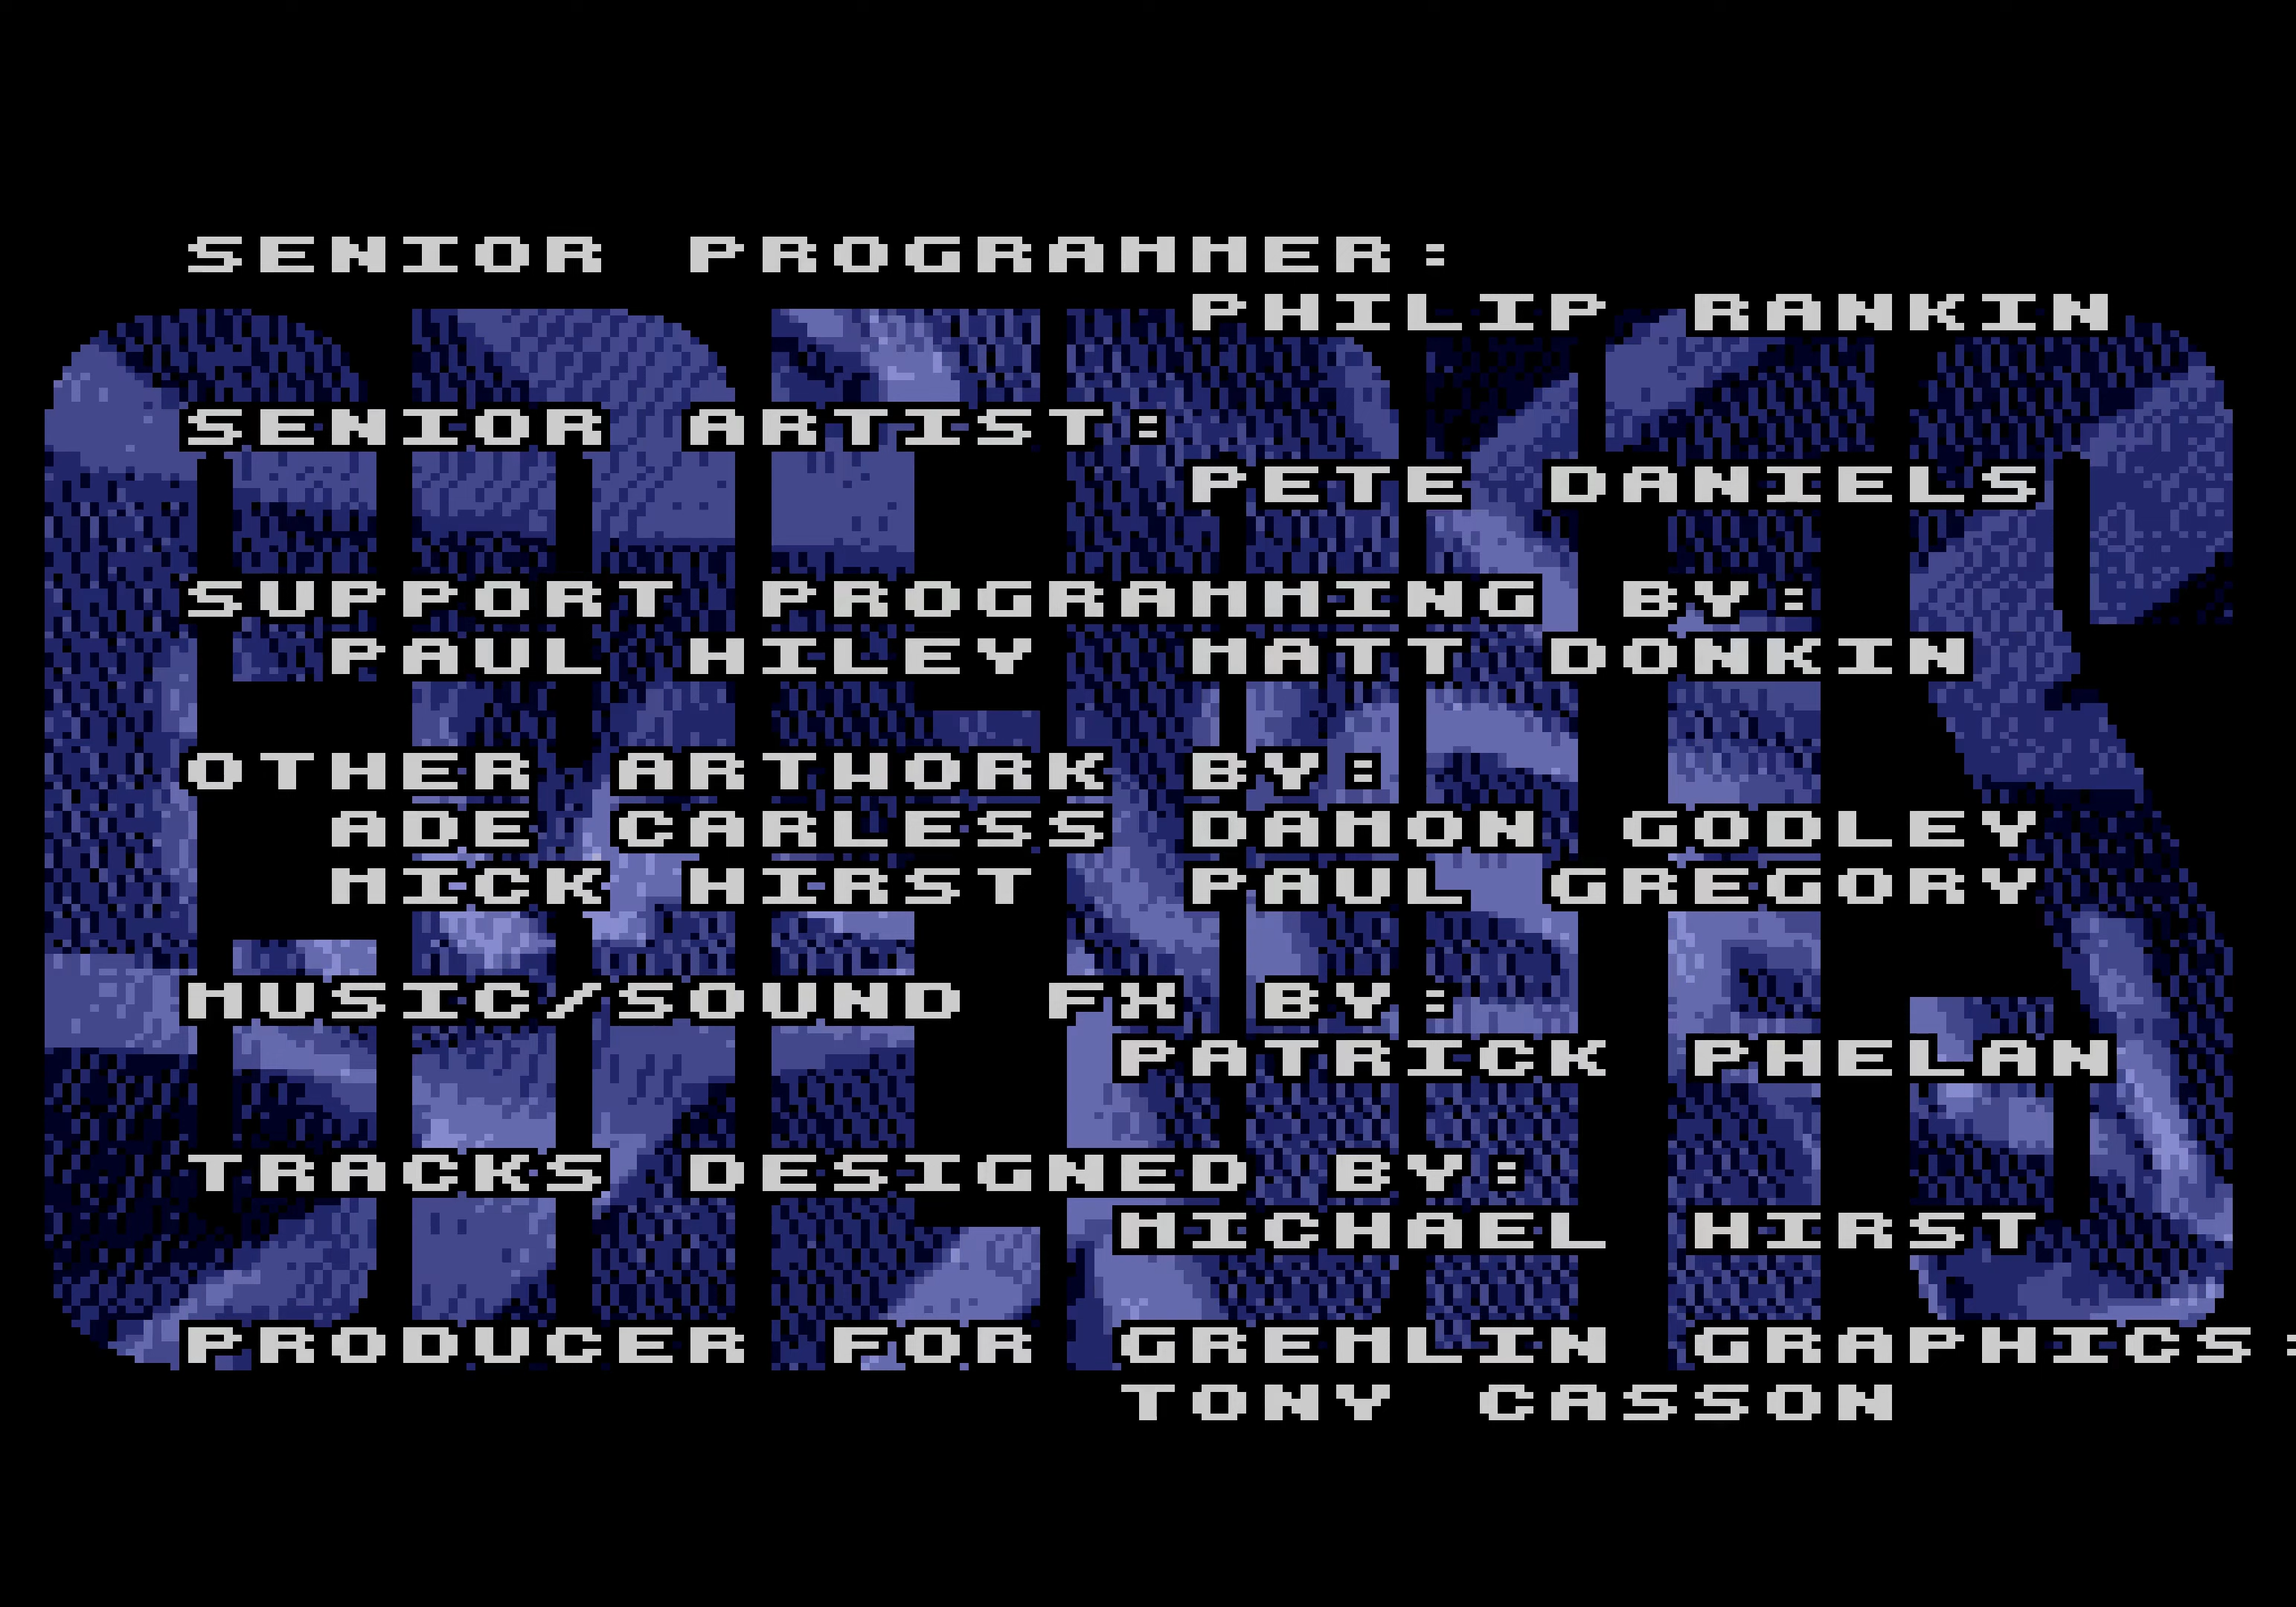 SENIOR PROGRAMMER:
PHILIP RANKIN
SENIOR ARTIST:
PETE DANIELS
SUPPORT PROGRAMMING BY:
PAUL HILEY MATT DONKIN
OTHER ARTWORK BY:
ADE CARLESS DAMON GODLEY
MICK HIRST PAUL GREGORY
MUSIC/SOUND FX BY:
PATRICK PHELAN
TRACKS DESIGNED BY:
MICHAEL HIRST
PRODUCER FOR GREMLIN GRAPHICS:
TONY CASSON